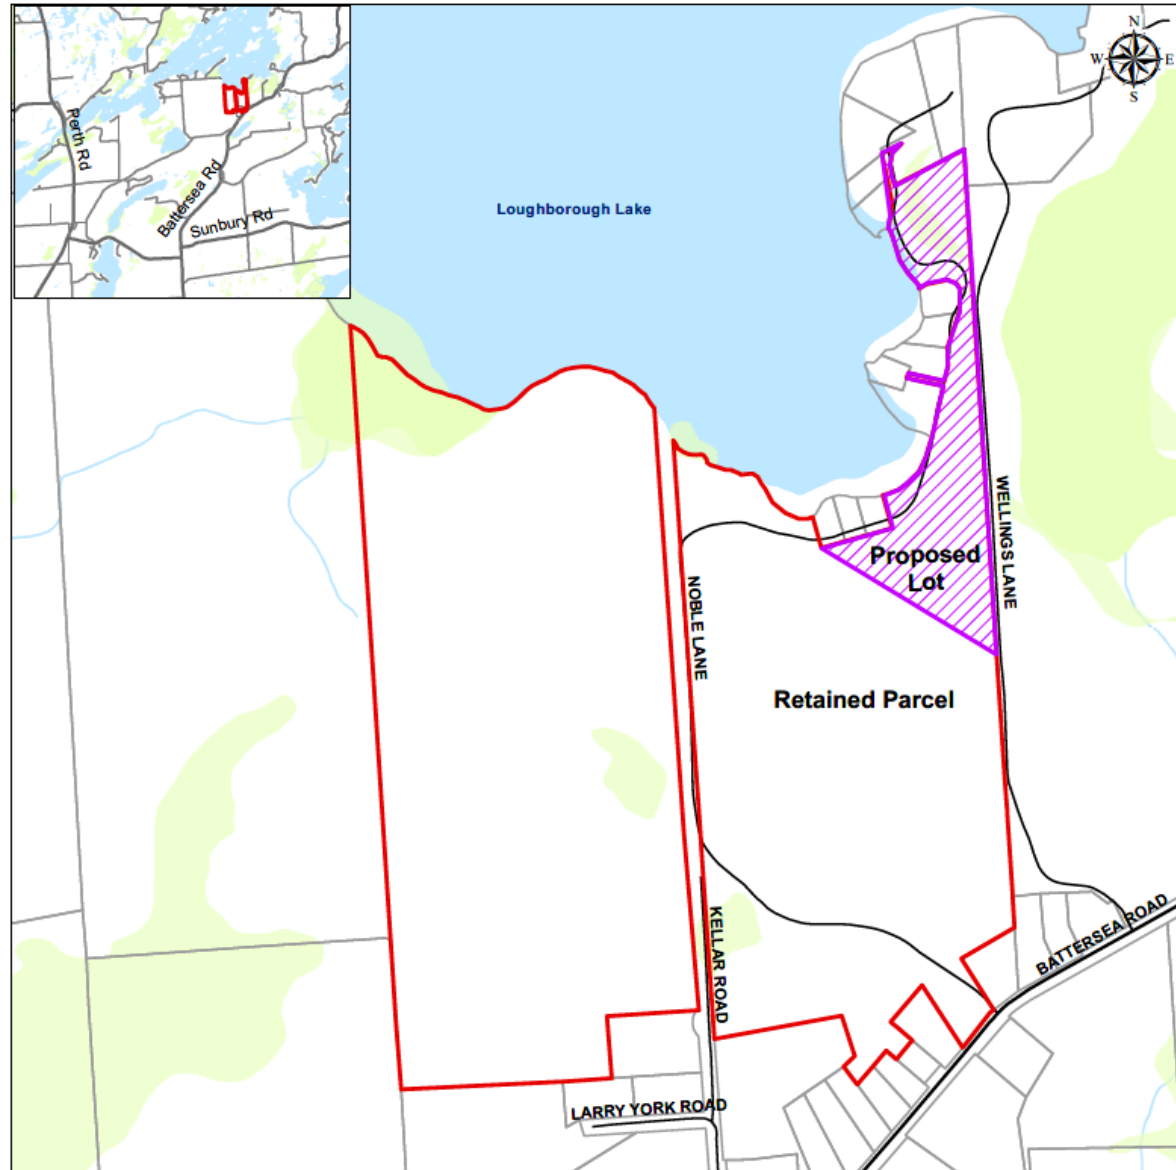 N
W E
S
Perth Rd
Battersea Rd
Sunbury Rd
Loughborough Lake
WELLINGS LANE
Proposed
Lot
NOBLE LANE
Retained Parcel
KELLAR ROAD
BATTERSEA ROAD
LARRY YORK ROAD